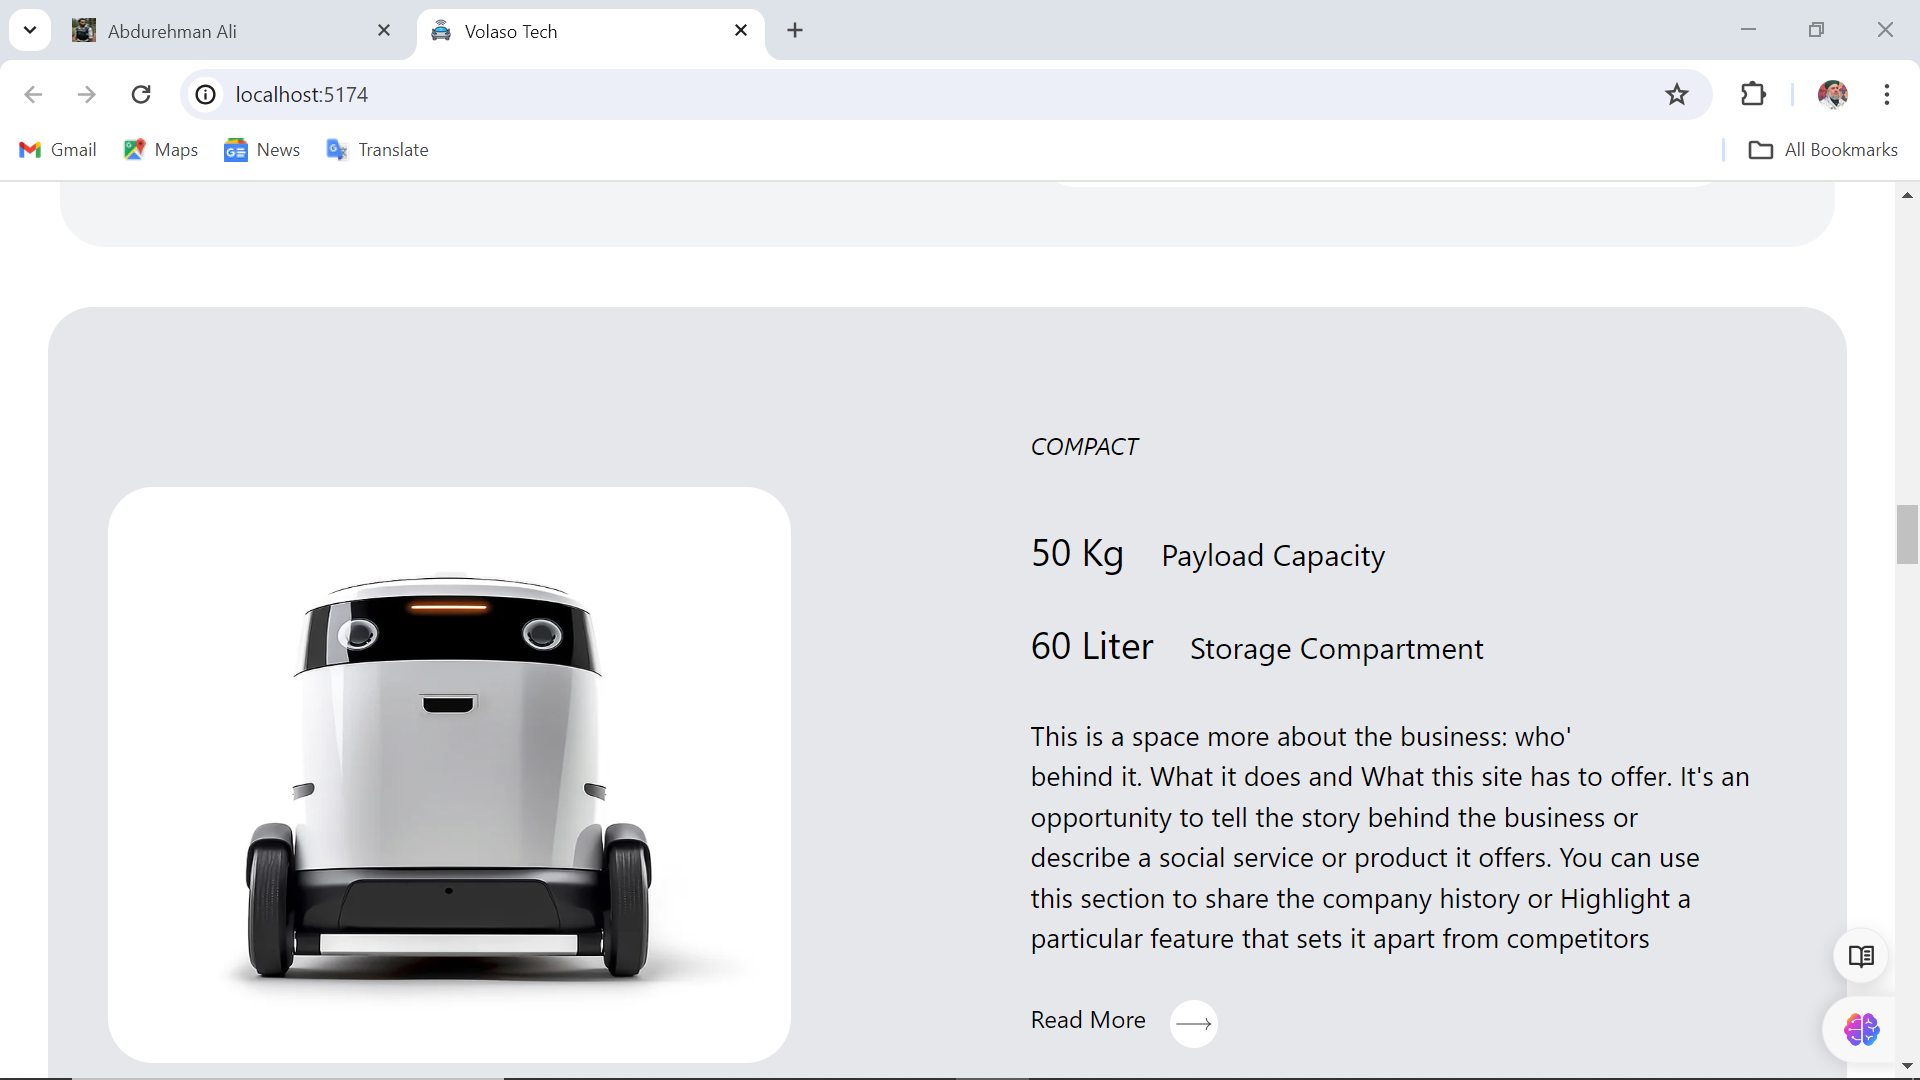 Abdurehman Ali
Volaso Tech
localhost:5174
Gmail
Maps
News
Translate
All Bookmarks
COMPACT
50 Kg Payload Capacity
60 Liter Storage Compartment
This is a space more about the business: who'
behind it. What it does and What this site has to offer. It's an
opportunity to tell the story behind the business or
describe a social service or product it offers. You can use
this section to share the company history or Highlight a
particular feature that sets it apart from competitors
Read More